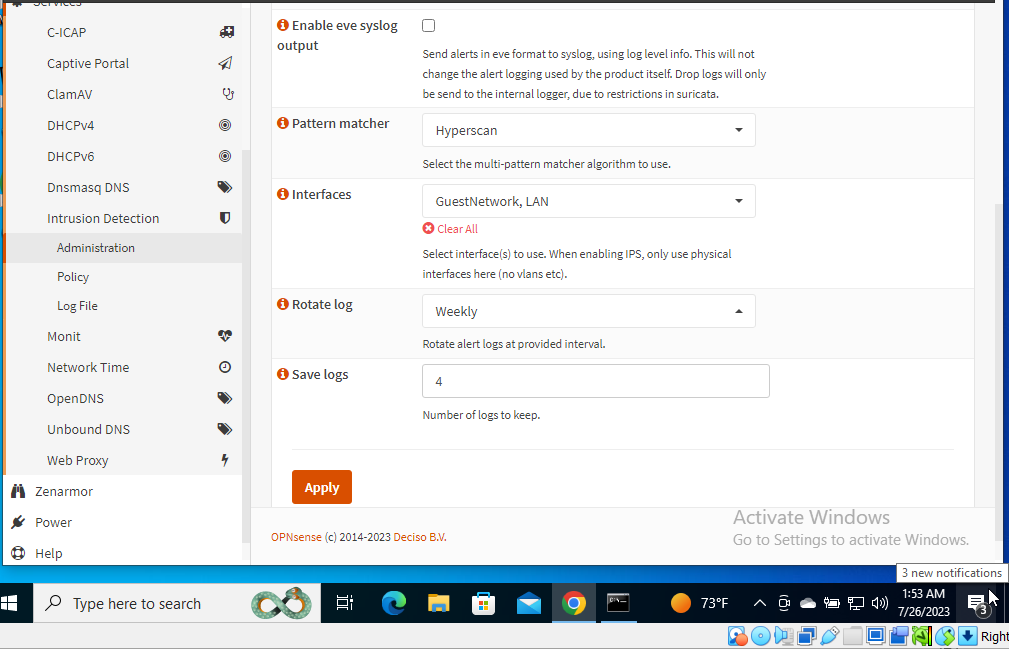 Services
C-ICAP
Captive Portal
ClamAV
DHCPv4
DHCPv6
Dnsmasq DNS
Intrusion Detection
Administration
Policy
Log File
Monit
Network Time
OpenDNS
Unbound DNS
Web Proxy
Zenarmor
Power
Help
Enable eve syslog
output
Send alerts in eve format to syslog, using log level info. This will not
change the alert logging used by the product itself. Drop logs will only
be send to the internal logger, due to restrictions in suricata.
Pattern matcher
Hyperscan
Select the multi-pattern matcher algorithm to use.
Interfaces
GuestNetwork, LAN
Clear All
Select interface(s) to use. When enabling IPS, only use physical
interfaces here (no vlans etc).
Rotate log
Weekly
Rotate alert logs at provided interval.
Save logs
4
Number of logs to keep.
Apply
OPNsense (c) 2014-2023 Deciso B.V.
Activate Windows
Go to Settings to activate Windows.
3 new notifications
Type here to search
73°F
1:53 AM
7/26/2023
3
Right